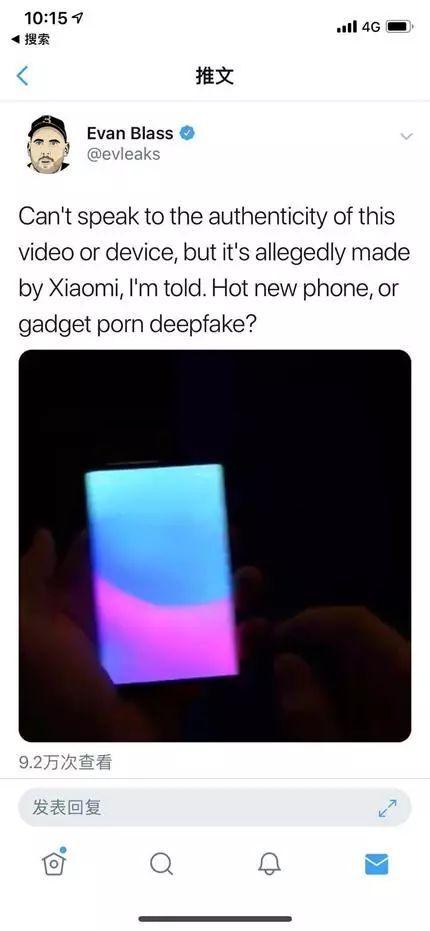 10:15
4G
搜索
推文
Evan Blass
@evleaks
Can't speak to the authenticity of this
video or device, but it's allegedly made
by Xiaomi, I'm told. Hot new phone, or
gadget porn deepfake?
9.2万次查看
发表回复